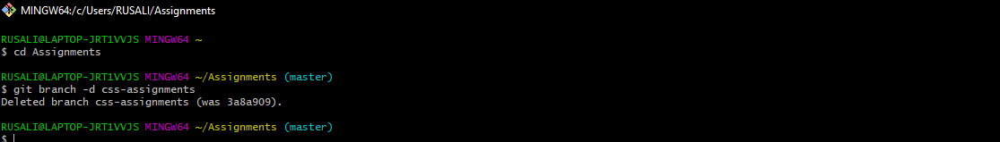 MINGW64:/c/Users/RUSALI/Assignments
RUSALI@LAPTOP-JRT1VVJS MINGW64 ~
$ cd Assignments
RUSALI@LAPTOP-JRT1VVJS MINGW64 ~/Assignments (master)
$ git branch -d css-assignments
Deleted branch css-assignments (was 3a8a909).
RUSALI@LAPTOP-JRT1VVJS MINGW64 ~/Assignments (master)
$